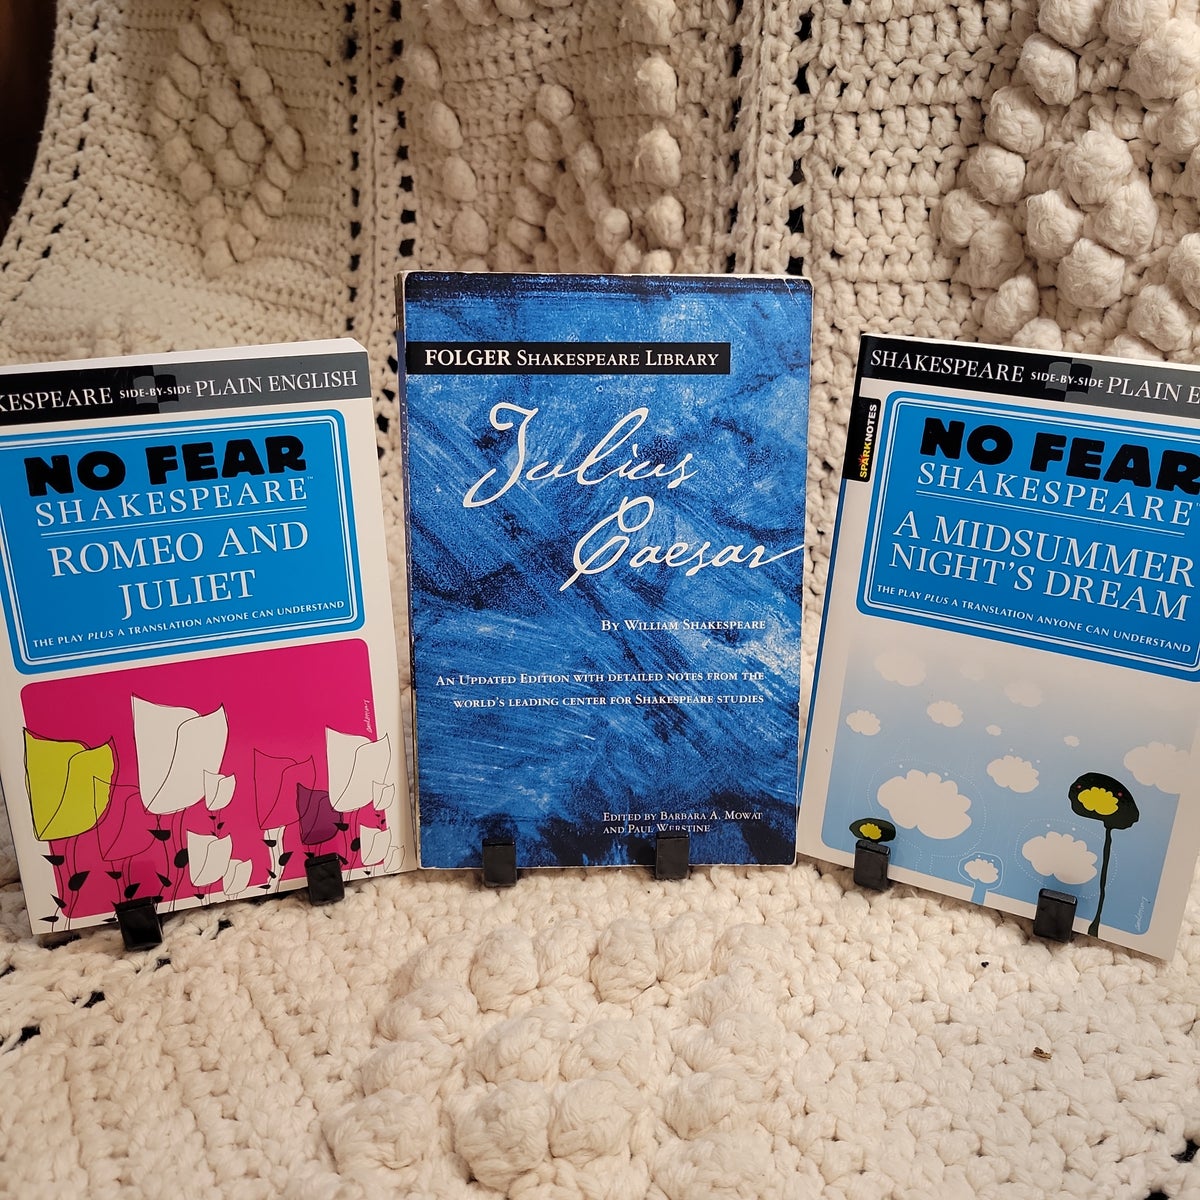 KESPEARE SIDE-BY-SIDE PLAIN ENGLISH
NO FEAR
SHAKESPEARE™
ROMEO AND
JULIET
THE PLAY PLUS A TRANSLATION ANYONE CAN UNDERSTAND
FOLGER SHAKESPEARE LIBRARY
Julius
Caesar
BY WILLIAM SHAKESPEARE
AN UPDATED EDITION WITH DETAILED NOTES FROM THE
WORLD'S LEADING CENTER FOR SHAKESPEARE STUDIES
EDITED BY BARBARA A. MOWAT
AND PAUL WERSTINE
SHAKESPEARE SIDE-BY-SIDE PLAIN E
SPARKNOTES
NO FEAR
SHAKESPEARE™
A MIDSUMMER
NIGHT'S DREAM
THE PLAY PLUS A TRANSLATION ANYONE CAN UNDERSTAND